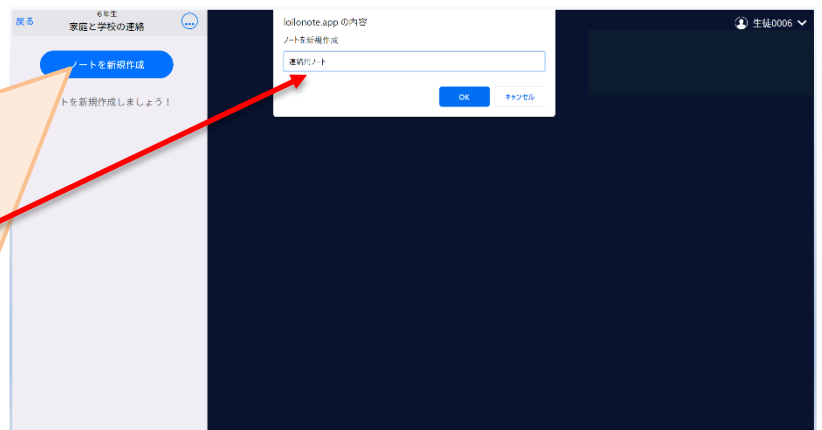 戻る
6年生
家庭と学校の連絡
ノートを新規作成
トを新規作成しましょう！
loilonote.app の内容
ノートを新規作成
連絡用ノート
OK
キャンセル
生徒0006